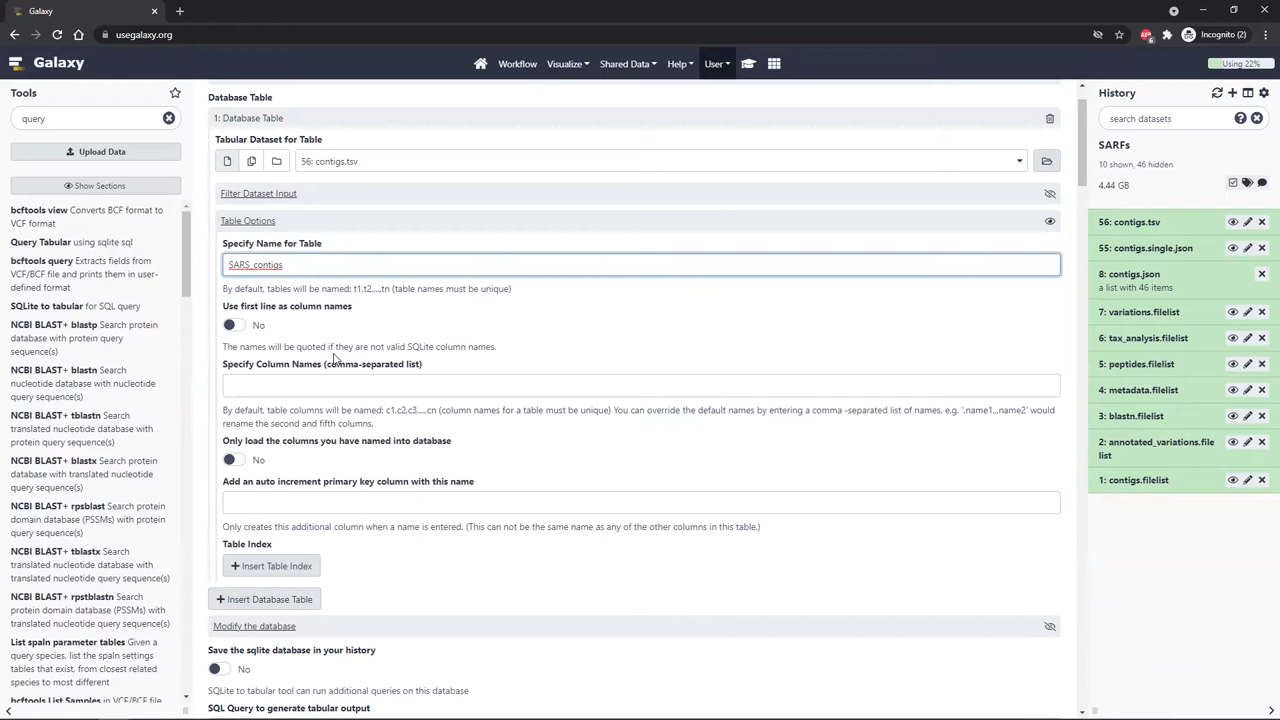 Galaxy
usegalaxy.org
Incognito (2)
Galaxy
Workflow
Visualize
Shared Data
Help
User
Using 22%
Tools
query
Upload Data
Show Sections
bcftools view Converts BCF format to
VCF format
Query Tabular using sqlite sql
bcftools query Extracts fields from
VCF/BCF file and prints them in user-
defined format
SQLite to tabular for SQL query
NCBI BLAST+ blastp Search protein
database with protein query
sequence(s)
NCBI BLAST+ blastn Search
nucleotide database with nucleotide
query sequence(s)
NCBI BLAST+ tblastn Search
translated nucleotide database with
protein query sequence(s)
NCBI BLAST+ blastx Search protein
database with translated nucleotide
query sequence(s)
NCBI BLAST+ rpsblast Search protein
domain database (PSSMs) with protein
query sequence(s)
NCBI BLAST+ tblastx Search
translated nucleotide database with
translated nucleotide query
sequence(s)
NCBI BLAST+ rpstblastn Search
protein domain database (PSSMs) with
translated nucleotide query
sequence(s)
List spaln parameter tables Given a
query species, list the spaln settings
tables that exist, from closest related
species to most different
bcftools List Samples in VCF/BCF file
Database Table
1: Database Table
Tabular Dataset for Table
56: contigs.tsv
Filter Dataset Input
Table Options
Specify Name for Table
SARS_contigs
By default, tables will be named: t1,t2,...,tn (table names must be unique)
Use first line as column names
No
The names will be quoted if they are not valid SQLite column names.
Specify Column Names (comma-separated list)
By default, table columns will be named: c1,c2,c3,...,cn (column names for a table must be unique) You can override the default names by entering a comma -separated list of names. e.g. ',name1,,,name2' would
rename the second and fifth columns.
Only load the columns you have named into database
No
Add an auto increment primary key column with this name
Only creates this additional column when a name is entered. (This can not be the same name as any of the other columns in this table.)
Table Index
Insert Table Index
Insert Database Table
Modify the database
Save the sqlite database in your history
No
SQLite to tabular tool can run additional queries on this database
SQL Query to generate tabular output
History
search datasets
SARFs
10 shown, 46 hidden
4.44 GB
56: contigs.tsv
55: contigs.single.json
8: contigs.json
a list with 46 items
7: variations.filelist
6: tax_analysis.filelist
5: peptides.filelist
4: metadata.filelist
3: blastn.filelist
2: annotated_variations.file
list
1: contigs.filelist